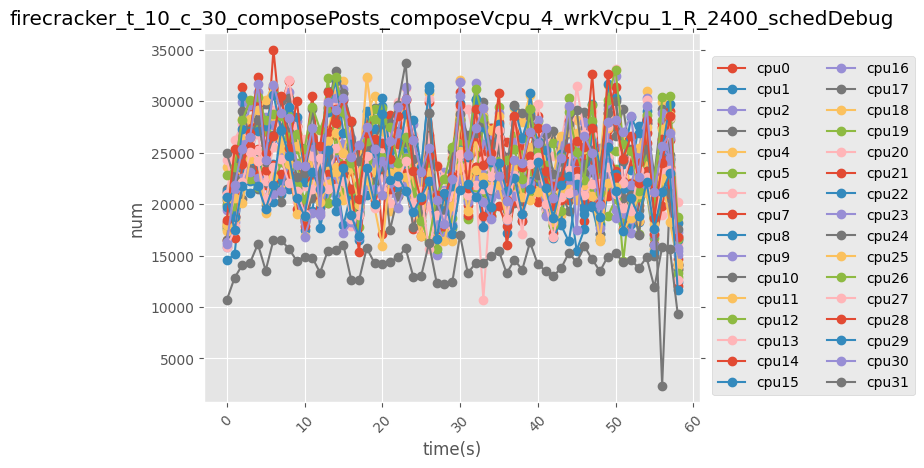 firecracker_t_10_c_30_composePosts_composeVcpu_4_wrkVcpu_1_R_2400_schedDebug
35000
30000
25000
20000
15000
10000
5000
num
0
10
20
30
40
50
60
time(s)
cpu0
cpu1
cpu2
cpu3
cpu4
cpu5
cpu6
cpu7
cpu8
cpu9
cpu10
cpu11
cpu12
cpu13
cpu14
cpu15
cpu16
cpu17
cpu18
cpu19
cpu20
cpu21
cpu22
cpu23
cpu24
cpu25
cpu26
cpu27
cpu28
cpu29
cpu30
cpu31